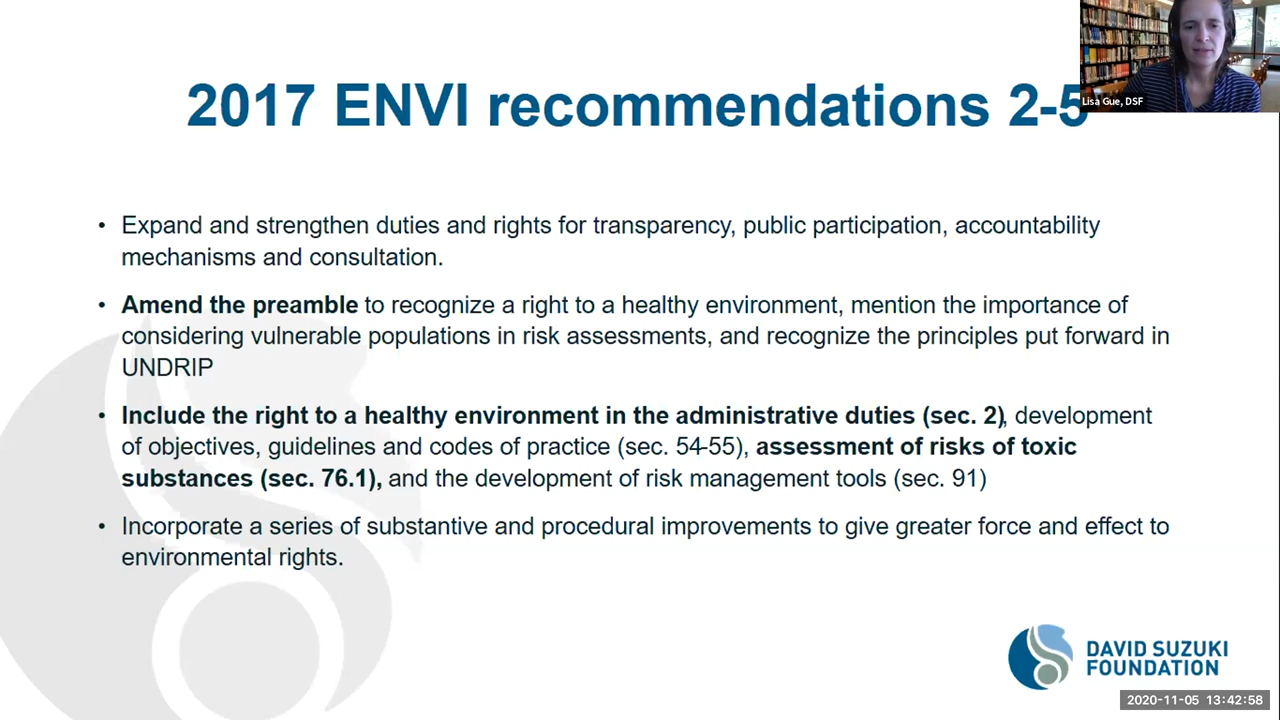 2017 ENVI recommendations 2-5
Lisa Gue, DSF
• Expand and strengthen duties and rights for transparency, public participation, accountability
mechanisms and consultation.
• Amend the preamble to recognize a right to a healthy environment, mention the importance of
considering vulnerable populations in risk assessments, and recognize the principles put forward in
UNDRIP
• Include the right to a healthy environment in the administrative duties (sec. 2), development
of objectives, guidelines and codes of practice (sec. 54-55), assessment of risks of toxic
substances (sec. 76.1), and the development of risk management tools (sec. 91)
• Incorporate a series of substantive and procedural improvements to give greater force and effect to
environmental rights.
DAVID SUZUKI
FOUNDATION
2020-11-05 13:42:58